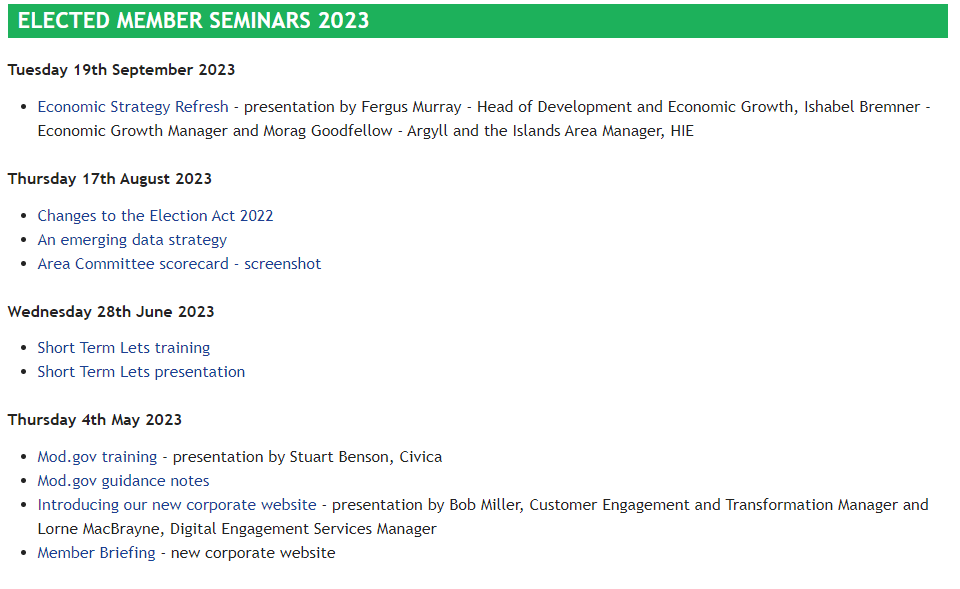 ELECTED MEMBER SEMINARS 2023
Tuesday 19th September 2023
• Economic Strategy Refresh - presentation by Fergus Murray - Head of Development and Economic Growth, Ishabel Bremner -
Economic Growth Manager and Morag Goodfellow - Argyll and the Islands Area Manager, HIE
Thursday 17th August 2023
• Changes to the Election Act 2022
• An emerging data strategy
• Area Committee scorecard - screenshot
Wednesday 28th June 2023
• Short Term Lets training
• Short Term Lets presentation
Thursday 4th May 2023
• Mod.gov training - presentation by Stuart Benson, Civica
• Mod.gov guidance notes
• Introducing our new corporate website - presentation by Bob Miller, Customer Engagement and Transformation Manager and
Lorne MacBrayne, Digital Engagement Services Manager
• Member Briefing - new corporate website